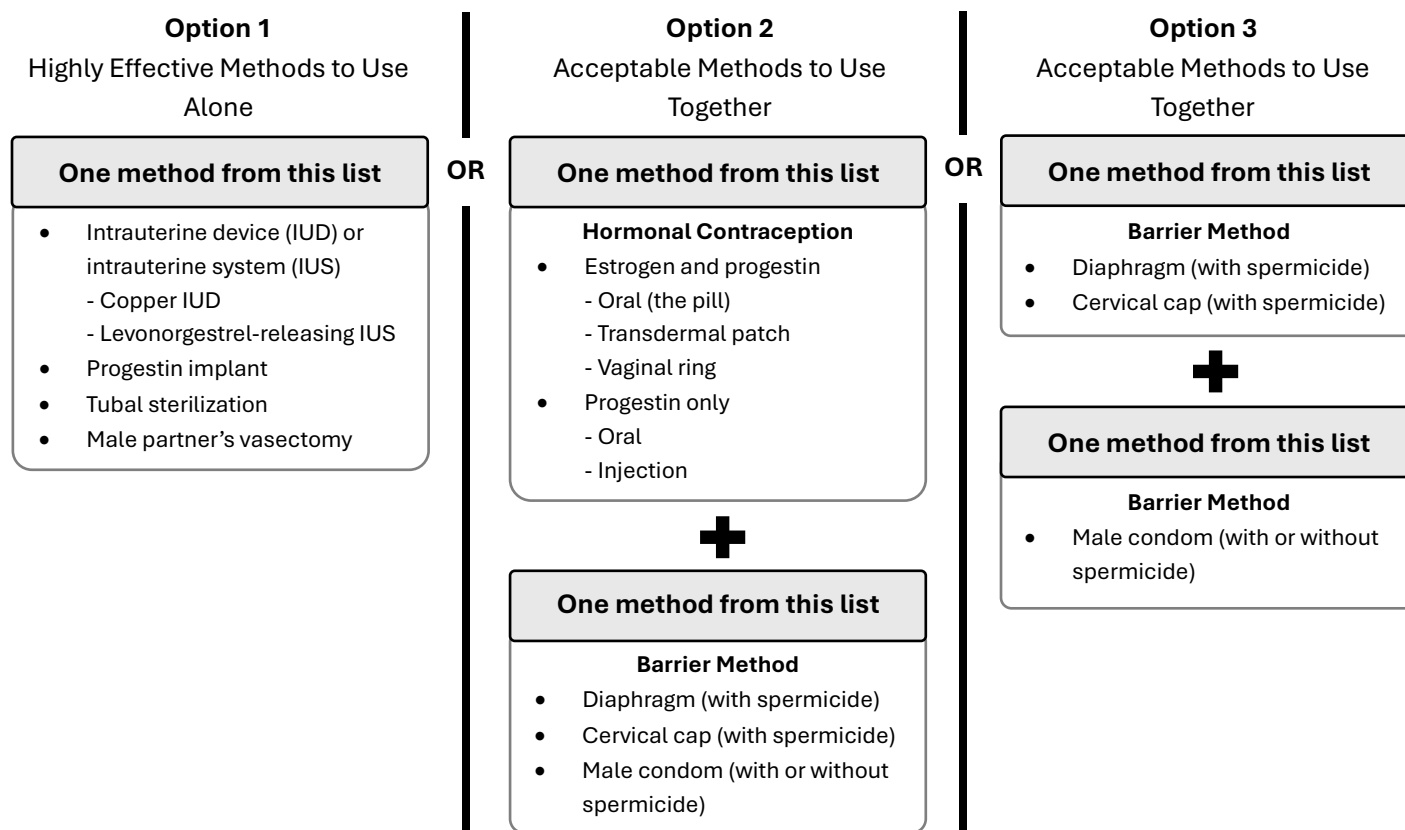 Option 1
Highly Effective Methods to Use
Alone
One method from this list
• Intrauterine device (IUD) or
intrauterine system (IUS)
- Copper IUD
- Levonorgestrel-releasing IUS
• Progestin implant
• Tubal sterilization
• Male partner’s vasectomy
OR
Option 2
Acceptable Methods to Use
Together
One method from this list
Hormonal Contraception
• Estrogen and progestin
- Oral (the pill)
- Transdermal patch
- Vaginal ring
• Progestin only
- Oral
- Injection
One method from this list
Barrier Method
• Diaphragm (with spermicide)
• Cervical cap (with spermicide)
• Male condom (with or without
spermicide)
OR
Option 3
Acceptable Methods to Use
Together
One method from this list
Barrier Method
• Diaphragm (with spermicide)
• Cervical cap (with spermicide)
One method from this list
Barrier Method
• Male condom (with or without
spermicide)